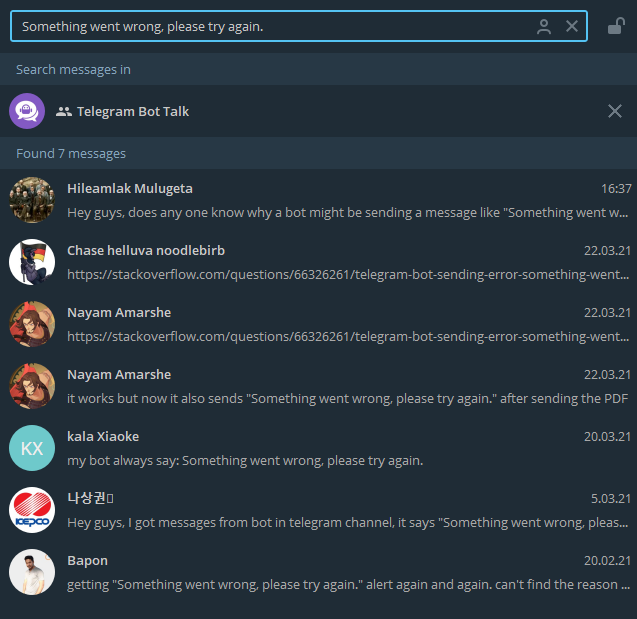 Something went wrong, please try again.
Search messages in
Telegram Bot Talk
Found 7 messages
Hileamlak Mulugeta 16:37
Hey guys, does any one know why a bot might be sending a message like "Something went w...
Chase helluva noodlebirb 22.03.21
https://stackoverflow.com/questions/66326261/telegram-bot-sending-error-something-went...
Nayam Amarshe 22.03.21
https://stackoverflow.com/questions/66326261/telegram-bot-sending-error-something-went...
Nayam Amarshe 22.03.21
it works but now it also sends "Something went wrong, please try again." after sending the PDF
KX
kala Xiaoke 20.03.21
my bot always say: Something went wrong, please try again.
나상권 5.03.21
KEPCO
Hey guys, I got messages from bot in telegram channel, it says "Something went wrong, pleas...
Bapon 20.02.21
getting "Something went wrong, please try again." alert again and again. can't find the reason ...